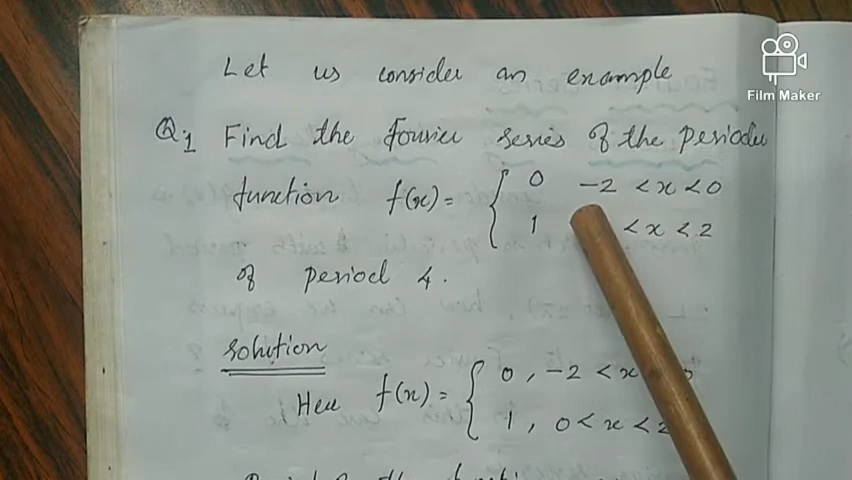 Let us consider an example
Q.1 Find the Fourier series of the periodic
function f(x) = { 0 -2 < x < 0
1 < x < 2
of period 4.
solution
Here f(x) = { 0, -2 < x
1, 0 < x < 2
Film Maker